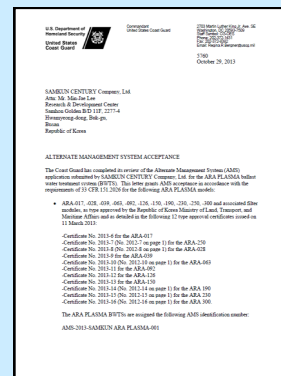 U.S. Department of
Homeland Security
United States
Coast Guard
Commandant
United States Coast Guard
2703 Martin Luther King Jr. Ave. SE
Washington, DC 20593-7509
5760
October 29, 2013
SAMKUN CENTURY Company, Ltd.
Attn: Mr. Min-Jae Lee
Research & Development Center
Samhos Golden B/D 11F, 2277-4
Hwamyeong-dong, Buk-gu,
Busan
Republic of Korea
ALTERNATE MANAGEMENT SYSTEM ACCEPTANCE
The Coast Guard has completed its review of the Alternate Management System (AMS)
application submitted by SAMKUN CENTURY Company, Ltd. for the ARA PLASMA ballast
water treatment system (BWTS). This letter grants AMS acceptance in accordance with the
requirements of 33 CFR 151.2026 for the following ARA PLASMA models:
• ARA-017, -028, -039, -063, -092, -126, -150, -190, -230, -250, -300 and associated filter
modules, as type approved by the Republic of Korea Ministry of Land, Transport, and
Maritime Affairs and as detailed in the following 12 type approval certificates issued on
11 March 2013:
-Certificate No. 2013-6 for the ARA-017
-Certificate No. 2013-7 (No. 2012-7 on page 1) for ARA-250
-Certificate No. 2013-8 (No. 2012-8 on page 1) for the ARA-028
-Certificate No. 2013-9 for the ARA-039
-Certificate No. 2013-10 (No. 2012-10 on page 1) for the ARA-063
-Certificate No. 2013-11 for the ARA-092
-Certificate No. 2013-12 for the ARA-126
-Certificate No. 2013-13 for the ARA-150
-Certificate No. 2013-14 (No. 2012-14 on page 1) for the ARA 190
-Certificate No. 2013-15 (No. 2012-15 on page 1) for the ARA 230
-Certificate No. 2013-16 (No. 2012-16 on page 1) for the ARA 300.
The ARA PLASMA BWTSs are assigned the following AMS identification number:
AMS-2013-SAMKUN ARA PLASMA-001